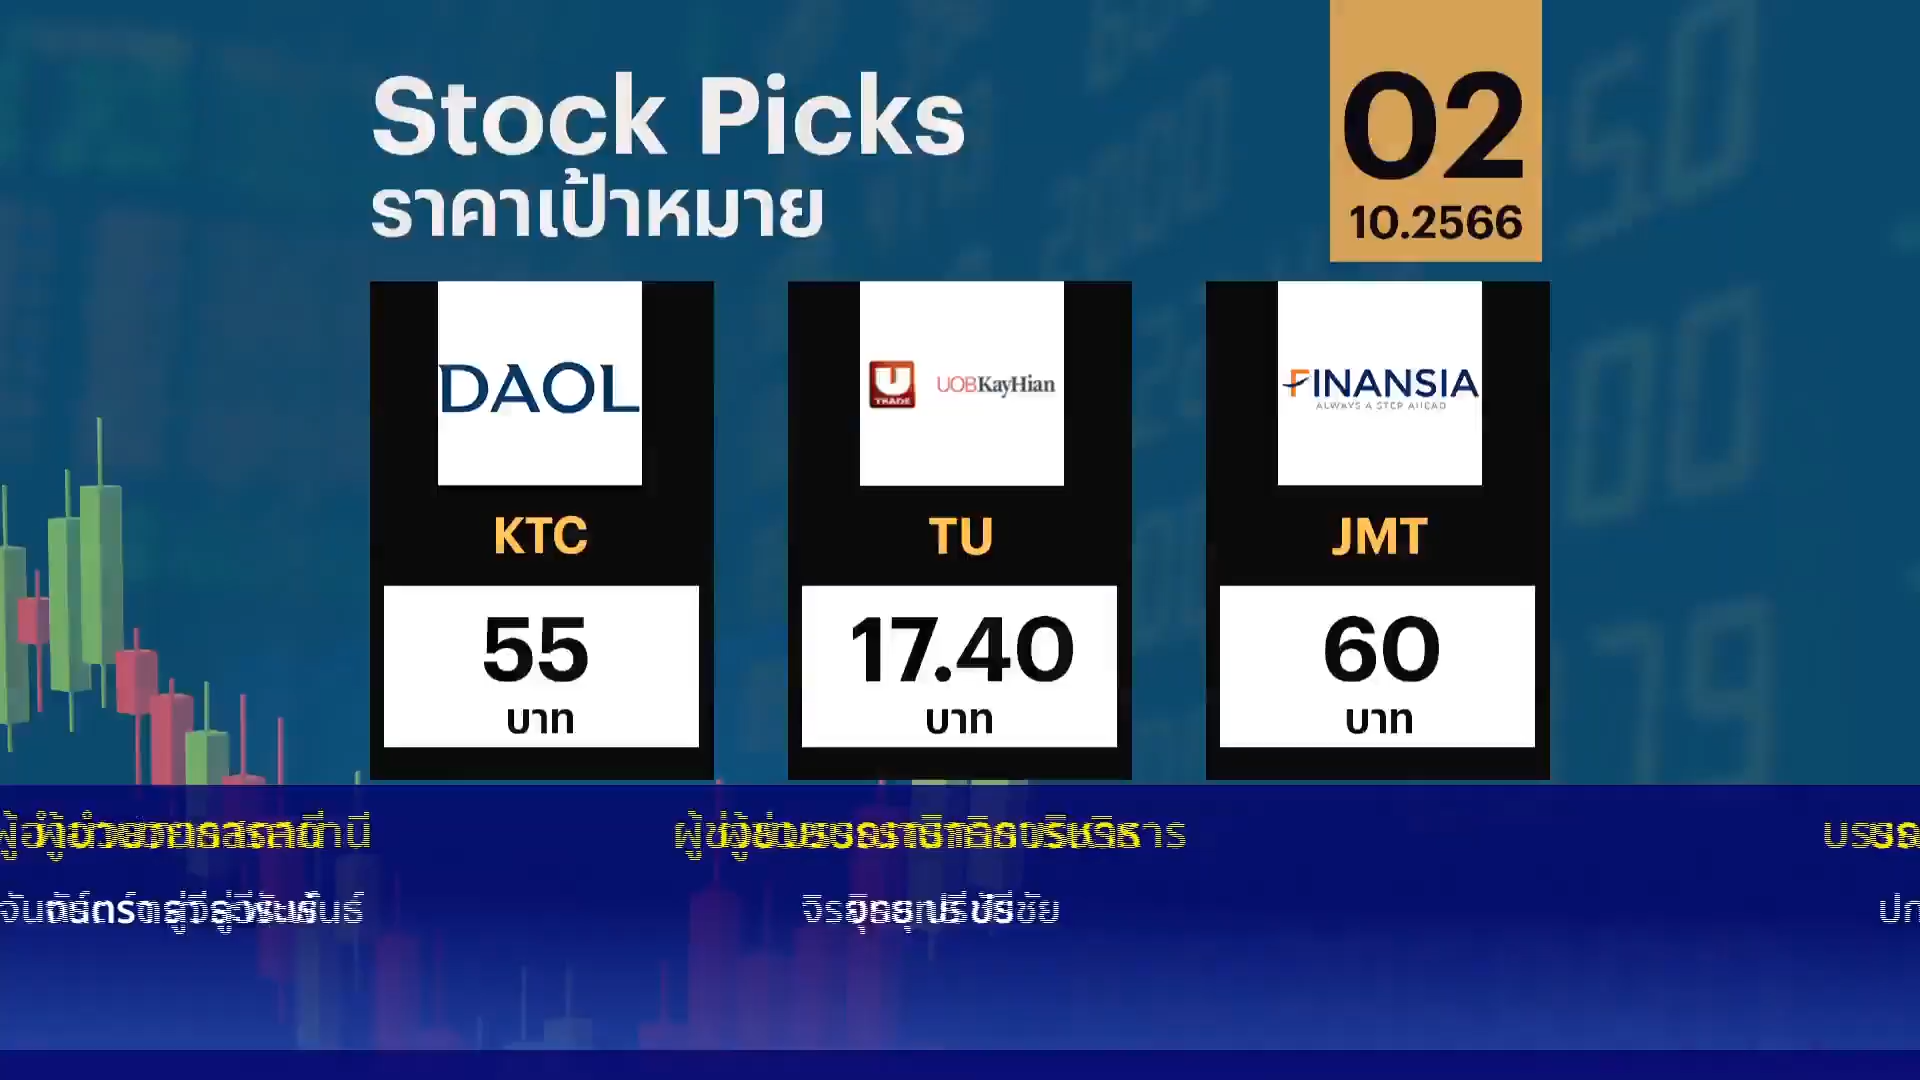 Stock Picks
ราคาเป้าหมาย
02
10.2566
DAOL
U TRADE
UOBKayHian
FINANSIA
ALWAYS A STEP AHEAD
KTC
TU
JMT
55
บาท
17.40
บาท
60
บาท